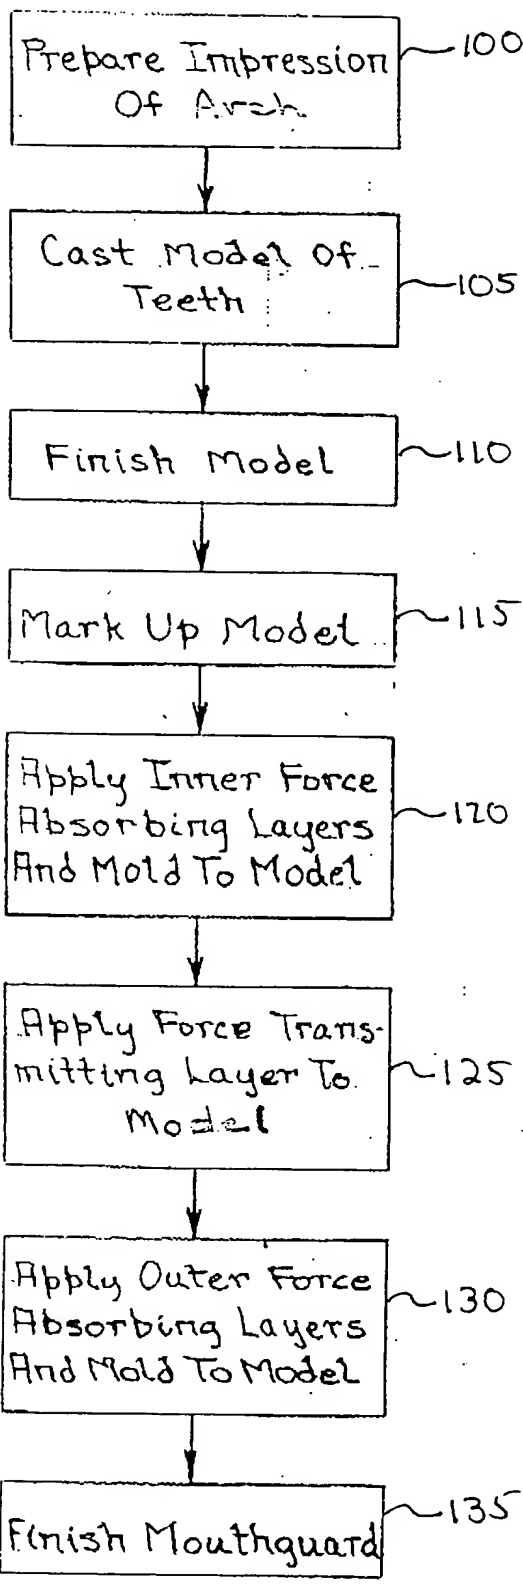 Prepare Impression
Of Arch
100
Cast Model Of
Teeth
105
Finish Model
110
Mark Up Model
115
Apply Inner Force
Absorbing Layers
And Mold To Model
120
Apply Force Trans-
mitting Layer To
Model
125
Apply Outer Force
Absorbing Layers
And Mold To Model
130
Finish Mouthguard
135